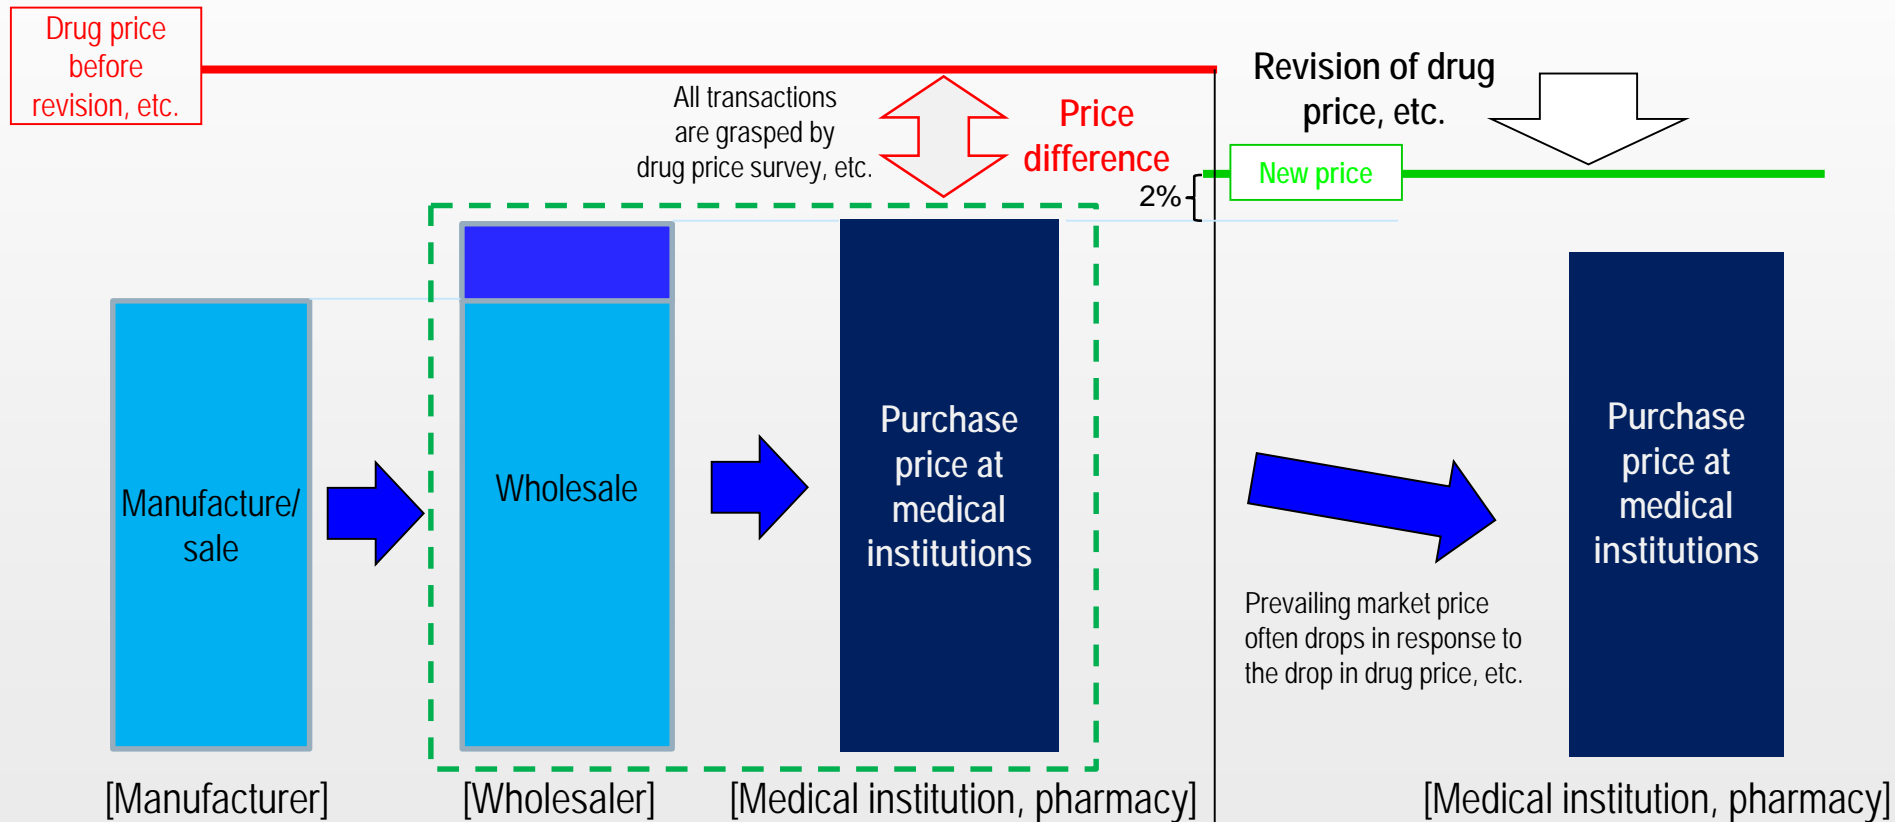 Drug price
before
revision, etc.
All transactions
are grasped by
drug price survey, etc.
Price
difference
Revision of drug
price, etc.
New price
2%
Manufacture/
sale
Wholesale
Purchase
price at
medical
institutions
Purchase
price at
medical
institutions
Prevailing market price
often drops in response to
the drop in drug price, etc.
[Manufacturer]
[Wholesaler]
[Medical institution, pharmacy]
[Medical institution, pharmacy]